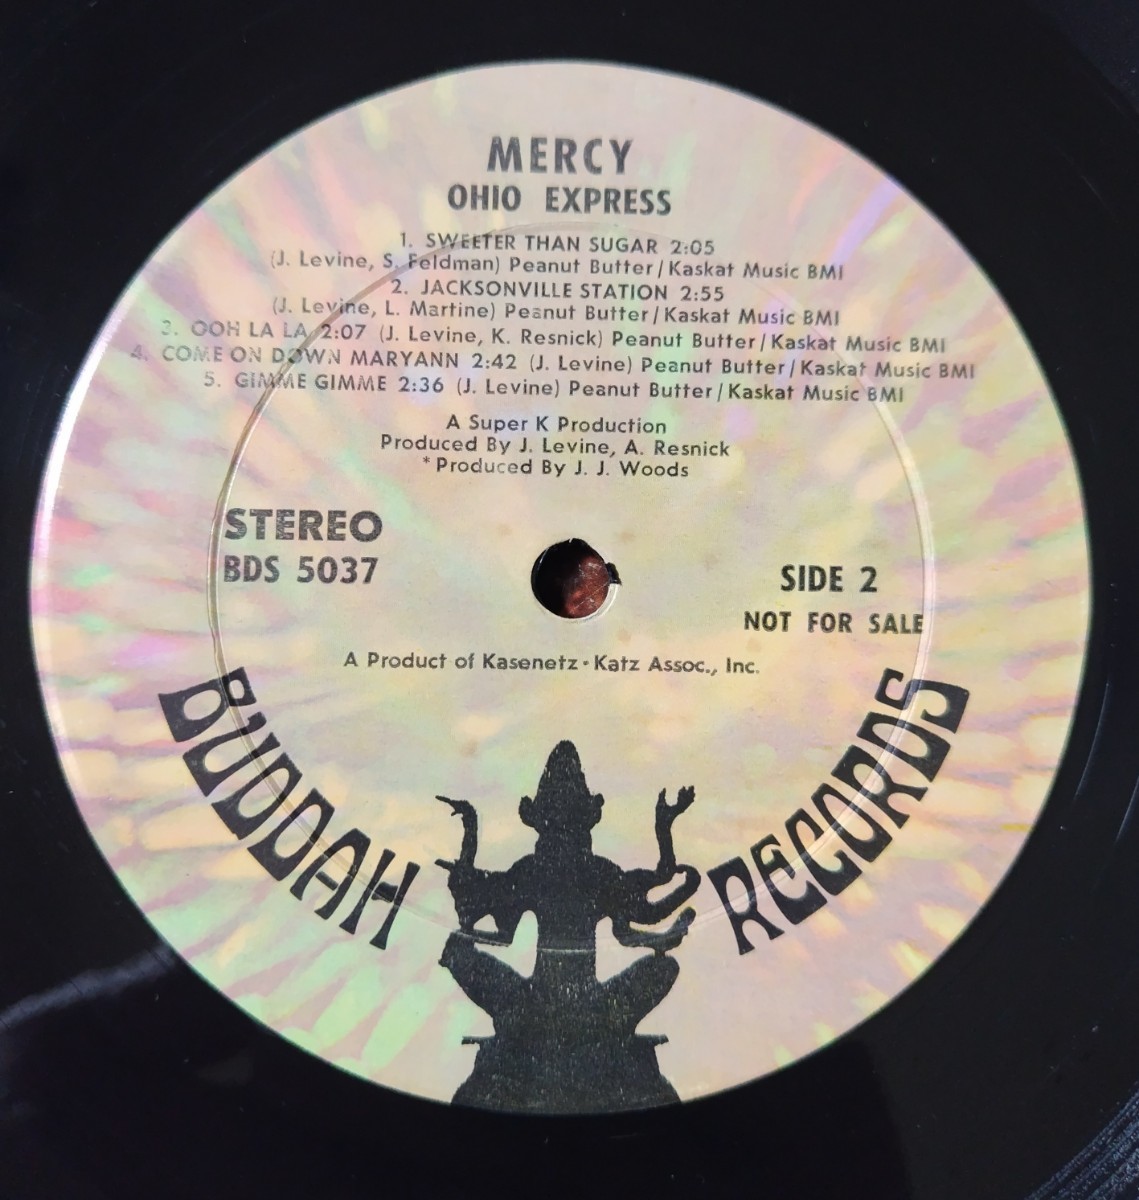 MERCY
OHIO EXPRESS
1. SWEETER THAN SUGAR 2:05
(J. Levine, S. Feldman) Peanut Butter/Kaskat Music BMI
2. JACKSONVILLE STATION 2:55
(J. Levine, L. Martine) Peanut Butter/Kaskat Music BMI
3. OOH LA LA 2:07 (J. Levine, K. Resnick) Peanut Butter/Kaskat Music BMI
4. COME ON DOWN MARYANN 2:42 (J. Levine) Peanut Butter/Kaskat Music BMI
5. GIMME GIMME 2:36 (J. Levine) Peanut Butter/Kaskat Music BMI
A Super K Production
Produced By J. Levine, A. Resnick
*Produced By J. J. Woods
STEREO
BDS 5037
SIDE 2
NOT FOR SALE
A Product of Kasenetz·Katz Assoc., Inc.
BUDDAH RECORDS